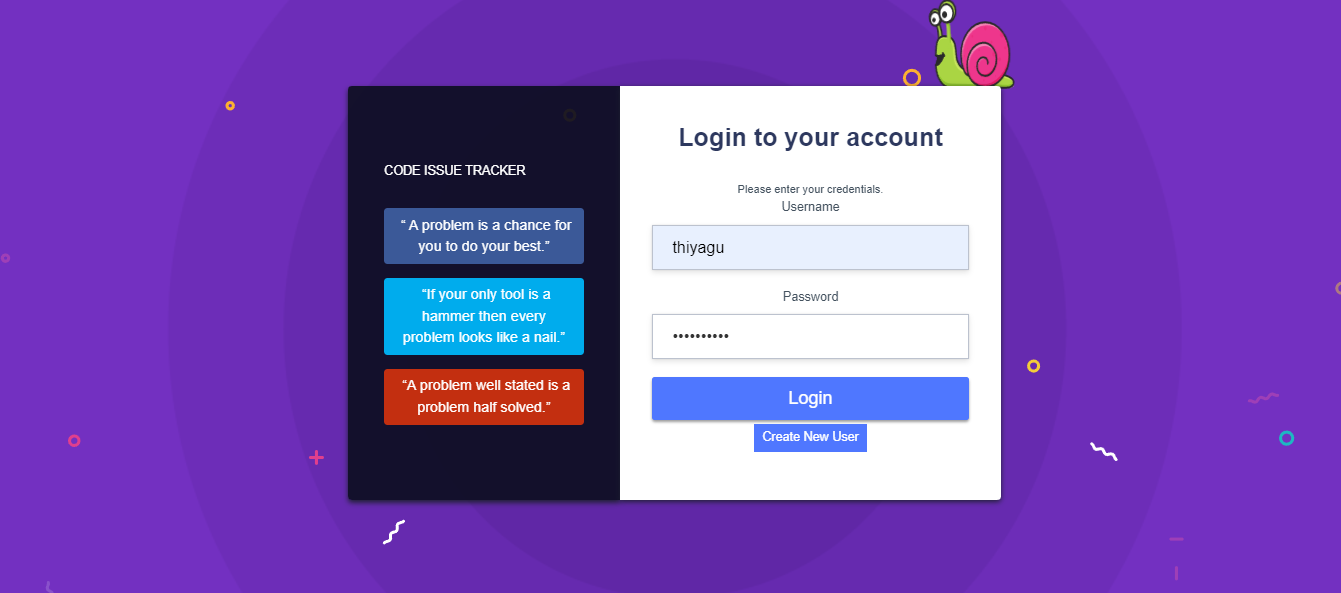 CODE ISSUE TRACKER
“ A problem is a chance for
you to do your best.”
“If your only tool is a
hammer then every
problem looks like a nail.”
“A problem well stated is a
problem half solved.”
Login to your account
Please enter your credentials.
Username
thiyagu
Password
••••••••••
Login
Create New User